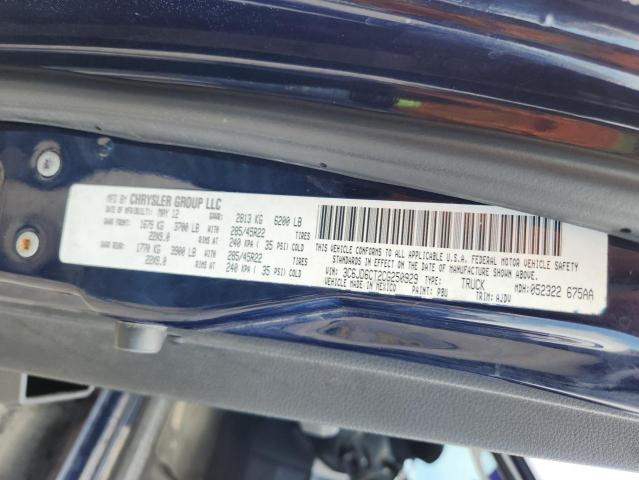 MFG BY CHRYSLER GROUP LLC
DATE OF MFR/BUILT: MAY 12 GVWR: 2813 KG 6200 LB
GAWR FRONT: 1675 KG 3700 LB WITH TIRES
22X9.0 RIMS 285/45R22
240 KPA ( 35 PSI) COLD
GAWR REAR: 1770 KG 3900 LB WITH TIRES
22X9.0 RIMS 285/45R22
240 KPA ( 35 PSI) COLD
THIS VEHICLE CONFORMS TO ALL APPLICABLE U.S.A. FEDERAL MOTOR VEHICLE SAFETY
STANDARDS IN EFFECT ON THE DATE OF MANUFACTURE SHOWN ABOVE.
VIN: 3C6JD6CT2CG250929 TYPE: TRUCK MDH: 052322 675AA
VEHICLE MADE IN MEXICO PAINT: PBU TRIM: AJDV